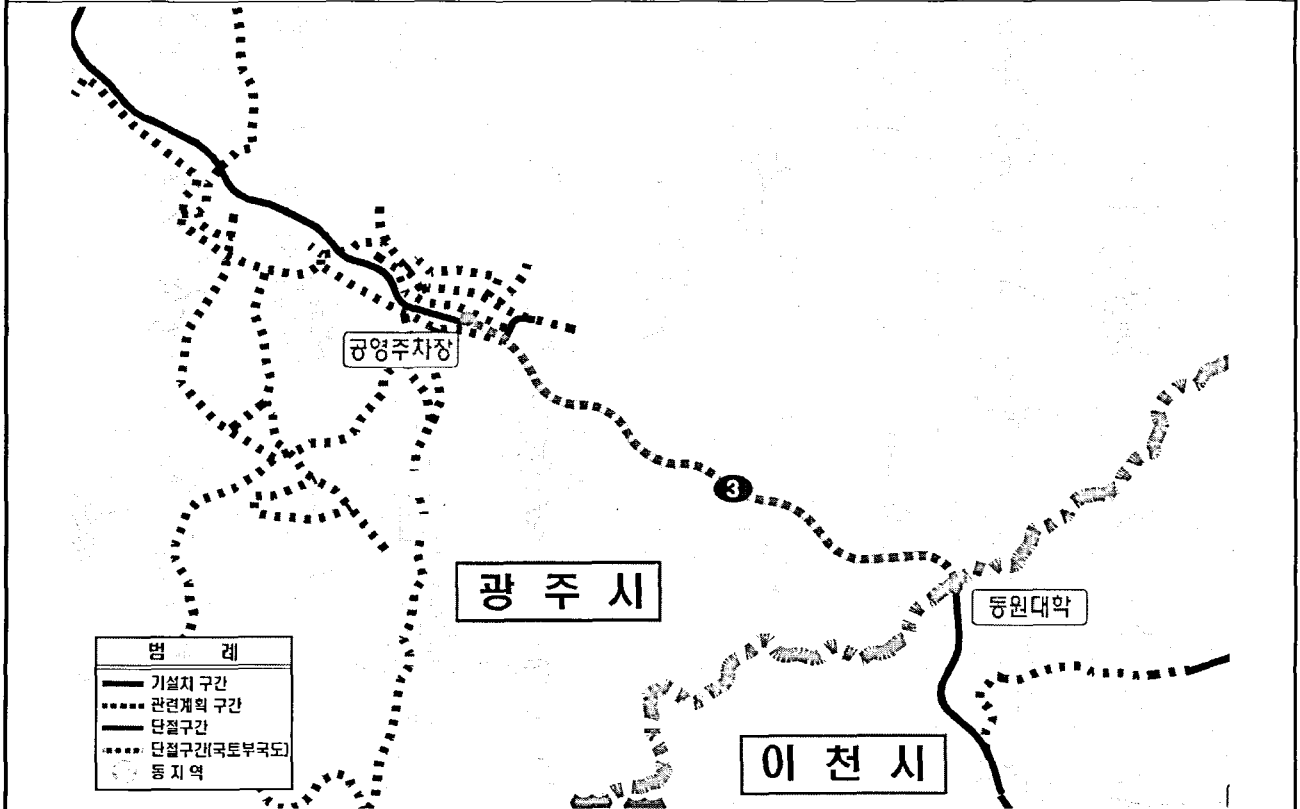 공영주차장
3
광주시
동원대학
범 례
기설치 구간
관련계획 구간
단절구간
단절구간(국토부국도)
동지역
이천시